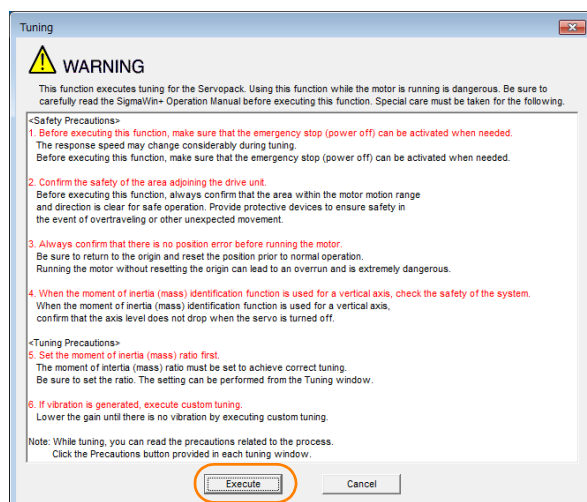 Tuning
WARNING
This function executes tuning for the Servopack. Using this function while the motor is running is dangerous. Be sure to
carefully read the SigmaWin+ Operation Manual before executing this function. Special care must be taken for the following.
<Safety Precautions>
1. Before executing this function, make sure that the emergency stop (power off) can be activated when needed.
The response speed may change considerably during tuning.
Before executing this function, make sure that the emergency stop (power off) can be activated when needed.
2. Confirm the safety of the area adjoining the drive unit.
Before executing this function, always confirm that the area within the motor motion range
and direction is clear for safe operation. Provide protective devices to ensure safety in
the event of overtraveling or other unexpected movement.
3. Always confirm that there is no position error before running the motor.
Be sure to return to the origin and reset the position prior to normal operation.
Running the motor without resetting the origin can lead to an overrun and is extremely dangerous.
4. When the moment of inertia (mass) identification function is used for a vertical axis, check the safety of the system.
When the moment of inertia (mass) identification function is used for a vertical axis,
confirm that the axis level does not drop when the servo is turned off.
<Tuning Precautions>
5. Set the moment of inertia (mass) ratio first.
The moment of intertia (mass) ratio must be set to achieve correct tuning.
Be sure to set the ratio. The setting can be performed from the Tuning window.
6. If vibration is generated, execute custom tuning.
Lower the gain until there is no vibration by executing custom tuning.
Note: While tuning, you can read the precautions related to the process.
Click the Precautions button provided in each tuning window.
Execute Cancel